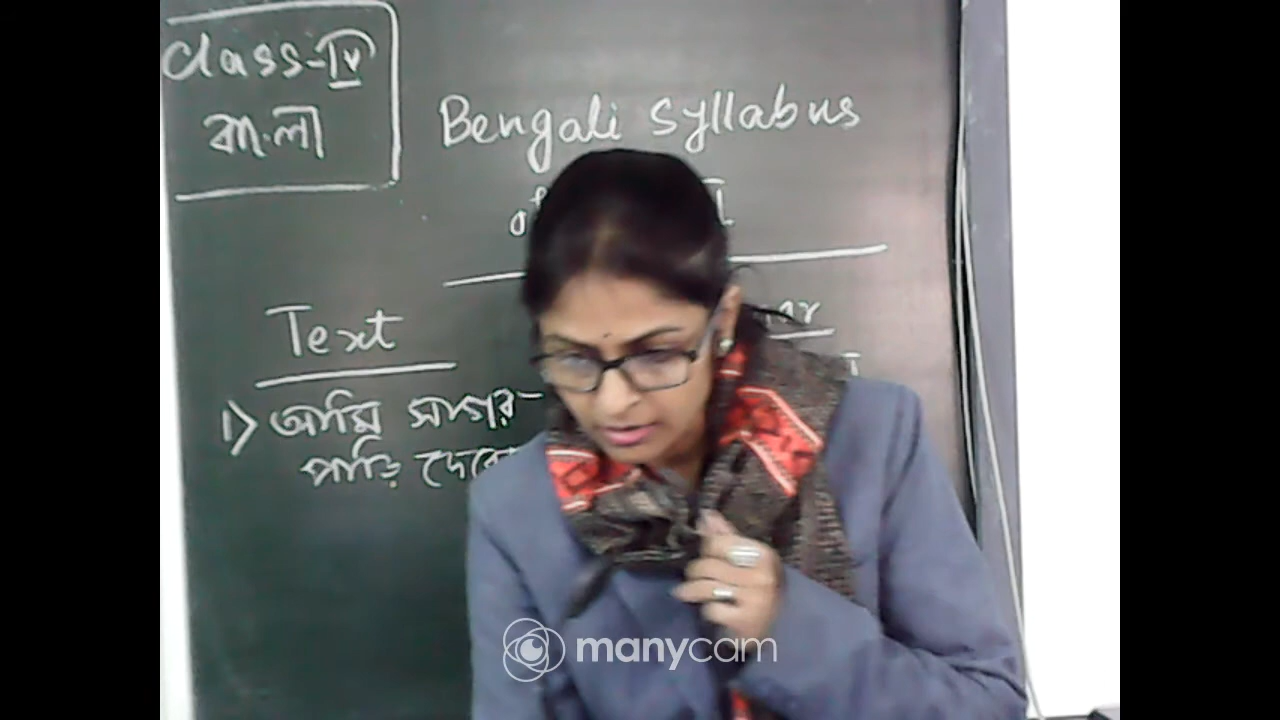 Class-IV
বাংলা
Bengali Syllabus
Text
1) আমি সাগর-
পাড়ি
manycam